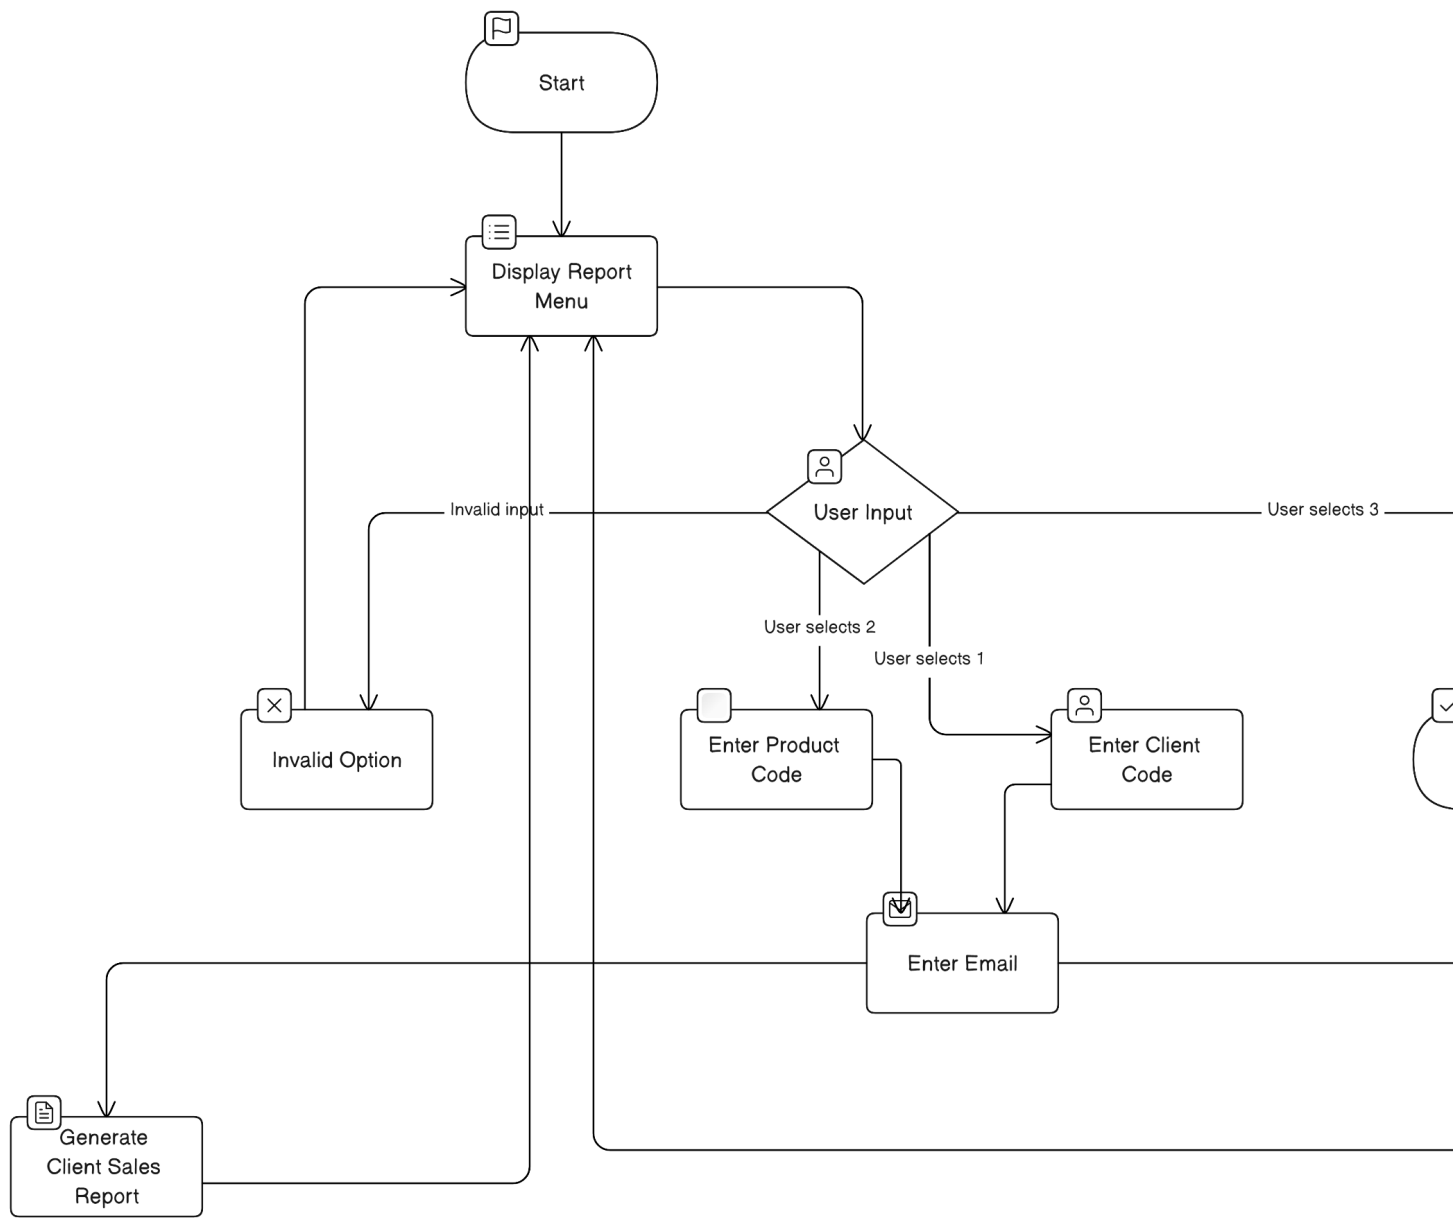 Start
Display Report
Menu
User Input
Invalid input
User selects 3
User selects 2
User selects 1
Invalid Option
Enter Product
Code
Enter Client
Code
Enter Email
Generate
Client Sales
Report